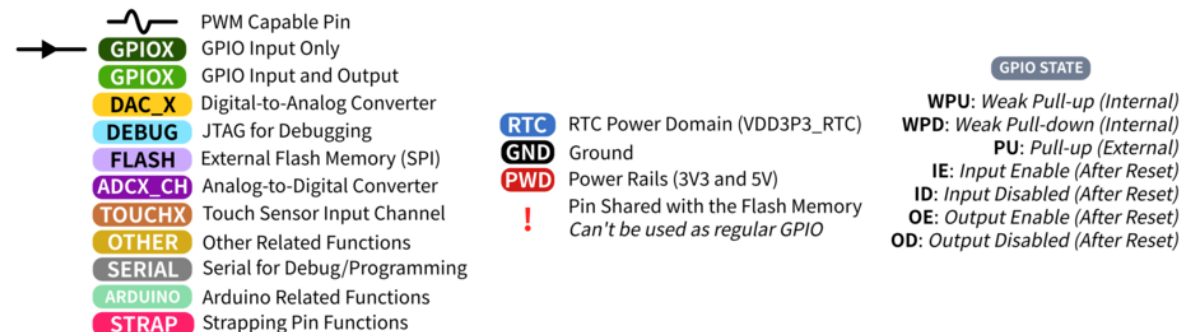 PWM Capable Pin
GPIOX GPIO Input Only
GPIOX GPIO Input and Output
DAC_X Digital-to-Analog Converter
DEBUG JTAG for Debugging
FLASH External Flash Memory (SPI)
ADCX_CH Analog-to-Digital Converter
TOUCHX Touch Sensor Input Channel
OTHER Other Related Functions
SERIAL Serial for Debug/Programming
ARDUINO Arduino Related Functions
STRAP Strapping Pin Functions
RTC RTC Power Domain (VDD3P3_RTC)
GND Ground
PWD Power Rails (3V3 and 5V)
! Pin Shared with the Flash Memory
Can't be used as regular GPIO
GPIO STATE
WPU: Weak Pull-up (Internal)
WPD: Weak Pull-down (Internal)
PU: Pull-up (External)
IE: Input Enable (After Reset)
ID: Input Disabled (After Reset)
OE: Output Enable (After Reset)
OD: Output Disabled (After Reset)